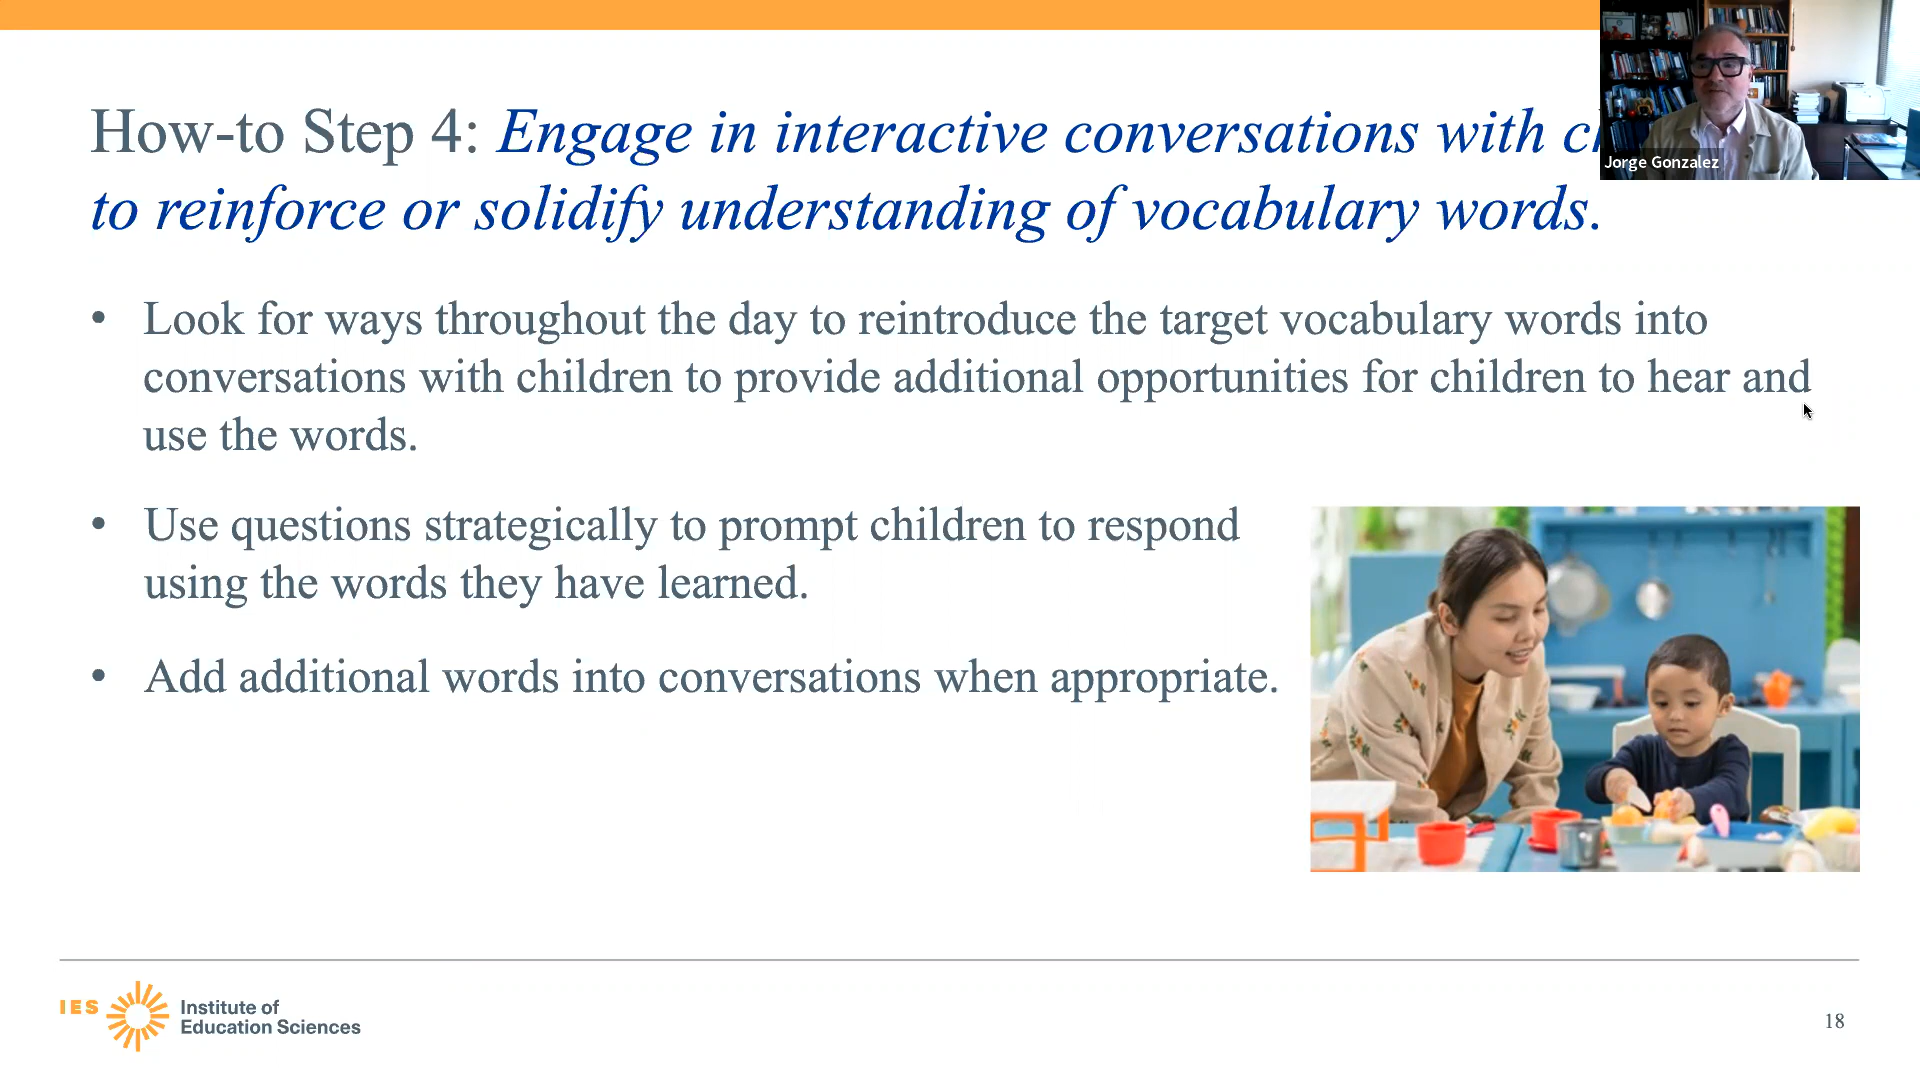 How-to Step 4: Engage in interactive conversations with
to reinforce or solidify understanding of vocabulary words.
Jorge Gonzalez
• Look for ways throughout the day to reintroduce the target vocabulary words into
conversations with children to provide additional opportunities for children to hear and
use the words.
• Use questions strategically to prompt children to respond
using the words they have learned.
• Add additional words into conversations when appropriate.
IES
Institute of
Education Sciences
18